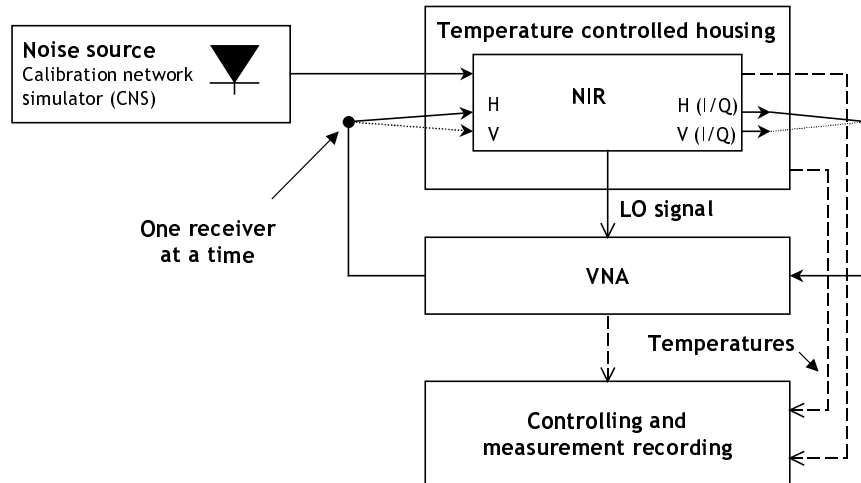 Noise source
Calibration network
simulator (CNS)
Temperature controlled housing
NIR
H
V
H (I/Q)
V (I/Q)
One receiver
at a time
LO signal
VNA
Temperatures
Controlling and
measurement recording